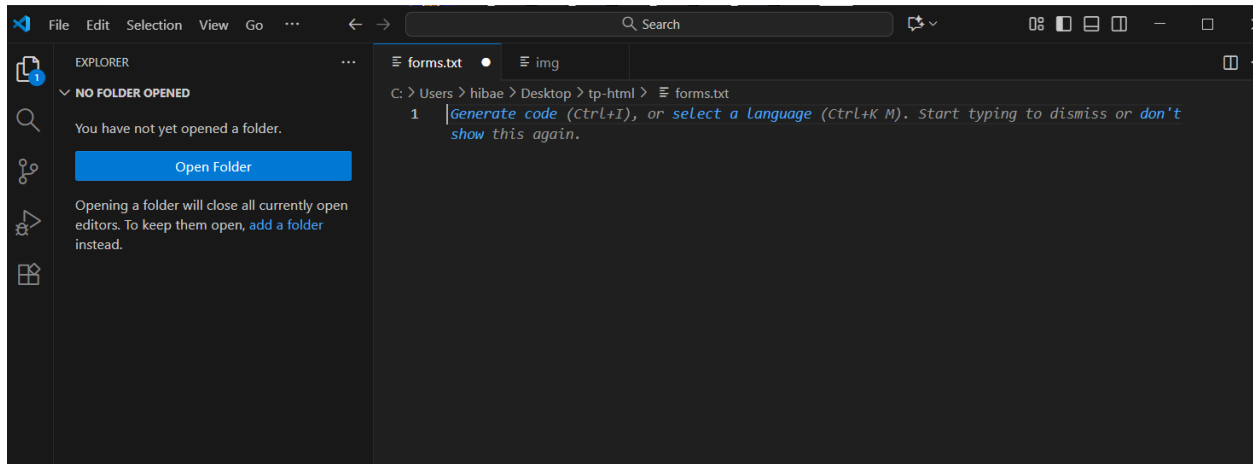 File Edit Selection View Go ··· ← → Search
EXPLORER ···
NO FOLDER OPENED
You have not yet opened a folder.
Open Folder
Opening a folder will close all currently open
editors. To keep them open, add a folder
instead.
1
forms.txt ● img
C: > Users > hibae > Desktop > tp-html > forms.txt
1 Generate code (Ctrl+I), or select a language (Ctrl+K M). Start typing to dismiss or don't
show this again.